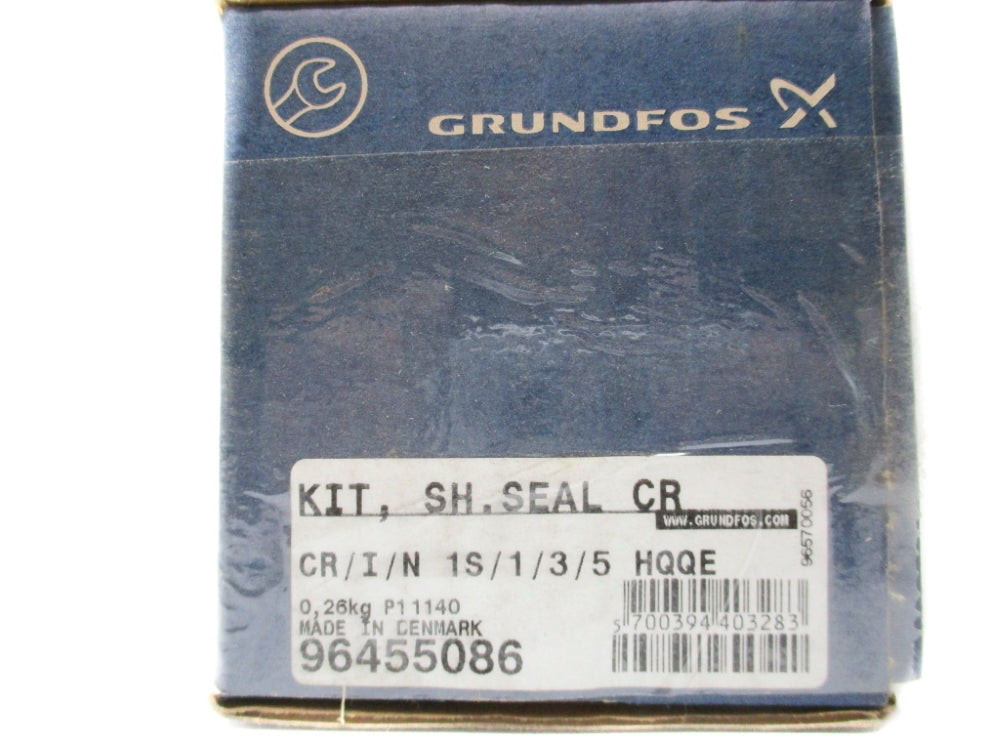 GRUNDFOS
KIT, SH.SEAL CR
WWW.GRUNDFOS.COM
96570056
CR/I/N 1S/1/3/5 HQQE
0,26kg P11140
MADE IN DENMARK
96455086
5 700394 403283